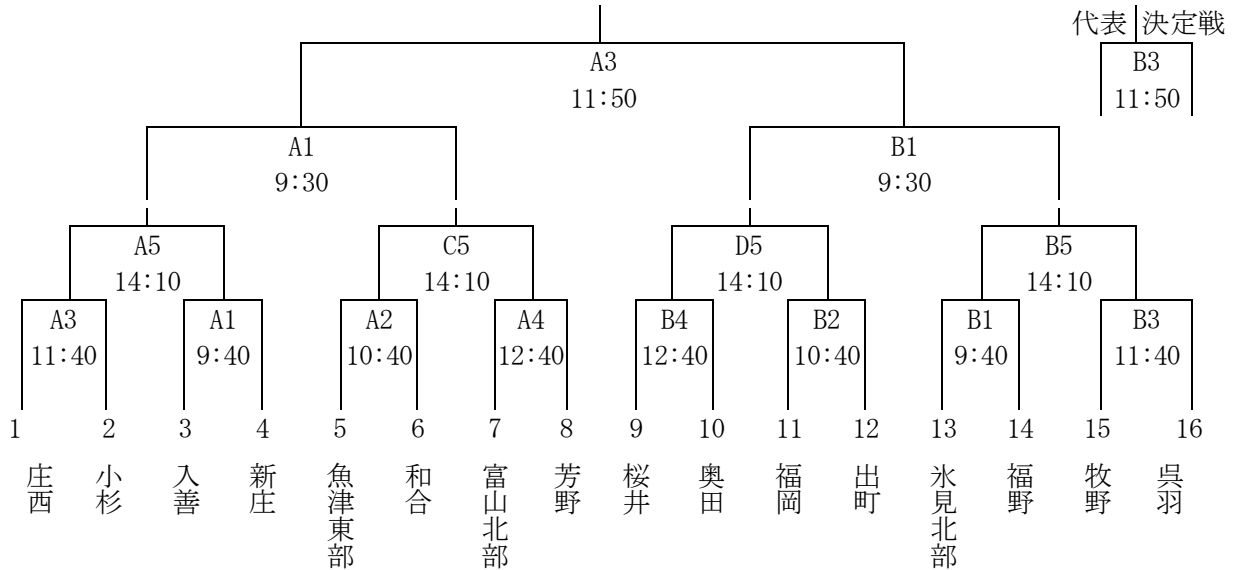 代表 決定戦
A3 B3
11:50 11:50
A1 B1
9:30 9:30
A5 C5 D5 B5
14:10 14:10 14:10 14:10
A3 A1 A2 A4 B4 B2 B1 B3
11:40 9:40 10:40 12:40 12:40 10:40 9:40 11:40
1 2 3 4 5 6 7 8 9 10 11 12 13 14 15 16
庄西
小杉
入善
新庄
魚津東部
和合
富山北部
芳野
桜井
奥田
福岡
出町
氷見北部
福野
牧野
呉羽